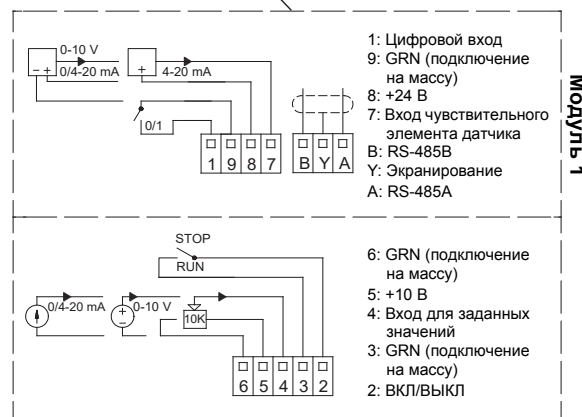 0-10 V
0/4-20 mA
- +
+
4-20 mA
0/1
1 9 8 7
B Y A
1: Цифровой вход
9: GRN (подключение
на массу)
8: +24 В
7: Вход чувствительного
элемента датчика
B: RS-485B
Y: Экранирование
A: RS-485A
Модуль 1
STOP
RUN
0/4-20 mA
+
-
0-10 V
10K
6 5 4 3 2
6: GRN (подключение
на массу)
5: +10 В
4: Вход для заданных
значений
3: GRN (подключение
на массу)
2: ВКЛ/ВЫКЛ